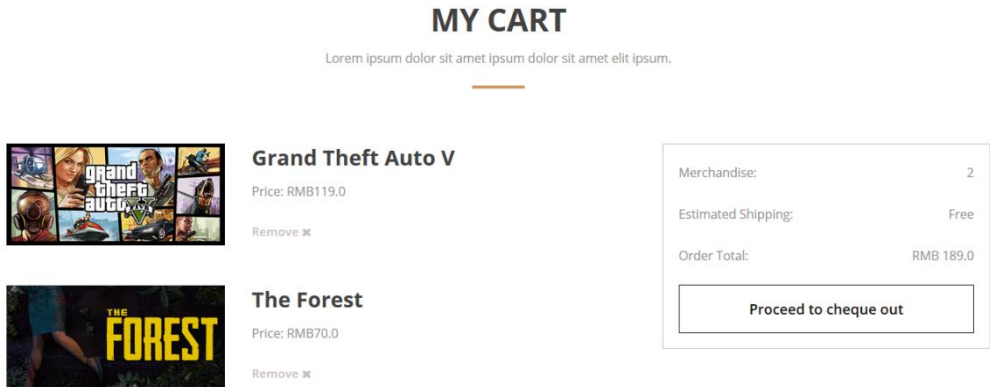 MY CART
Lorem ipsum dolor sit amet ipsum dolor sit amet elit ipsum.
grand
theft
auto
V
Grand Theft Auto V
Price: RMB119.0
Remove ✖
THE
FOREST
The Forest
Price: RMB70.0
Remove ✖
Merchandise: 2
Estimated Shipping: Free
Order Total: RMB 189.0
Proceed to cheque out